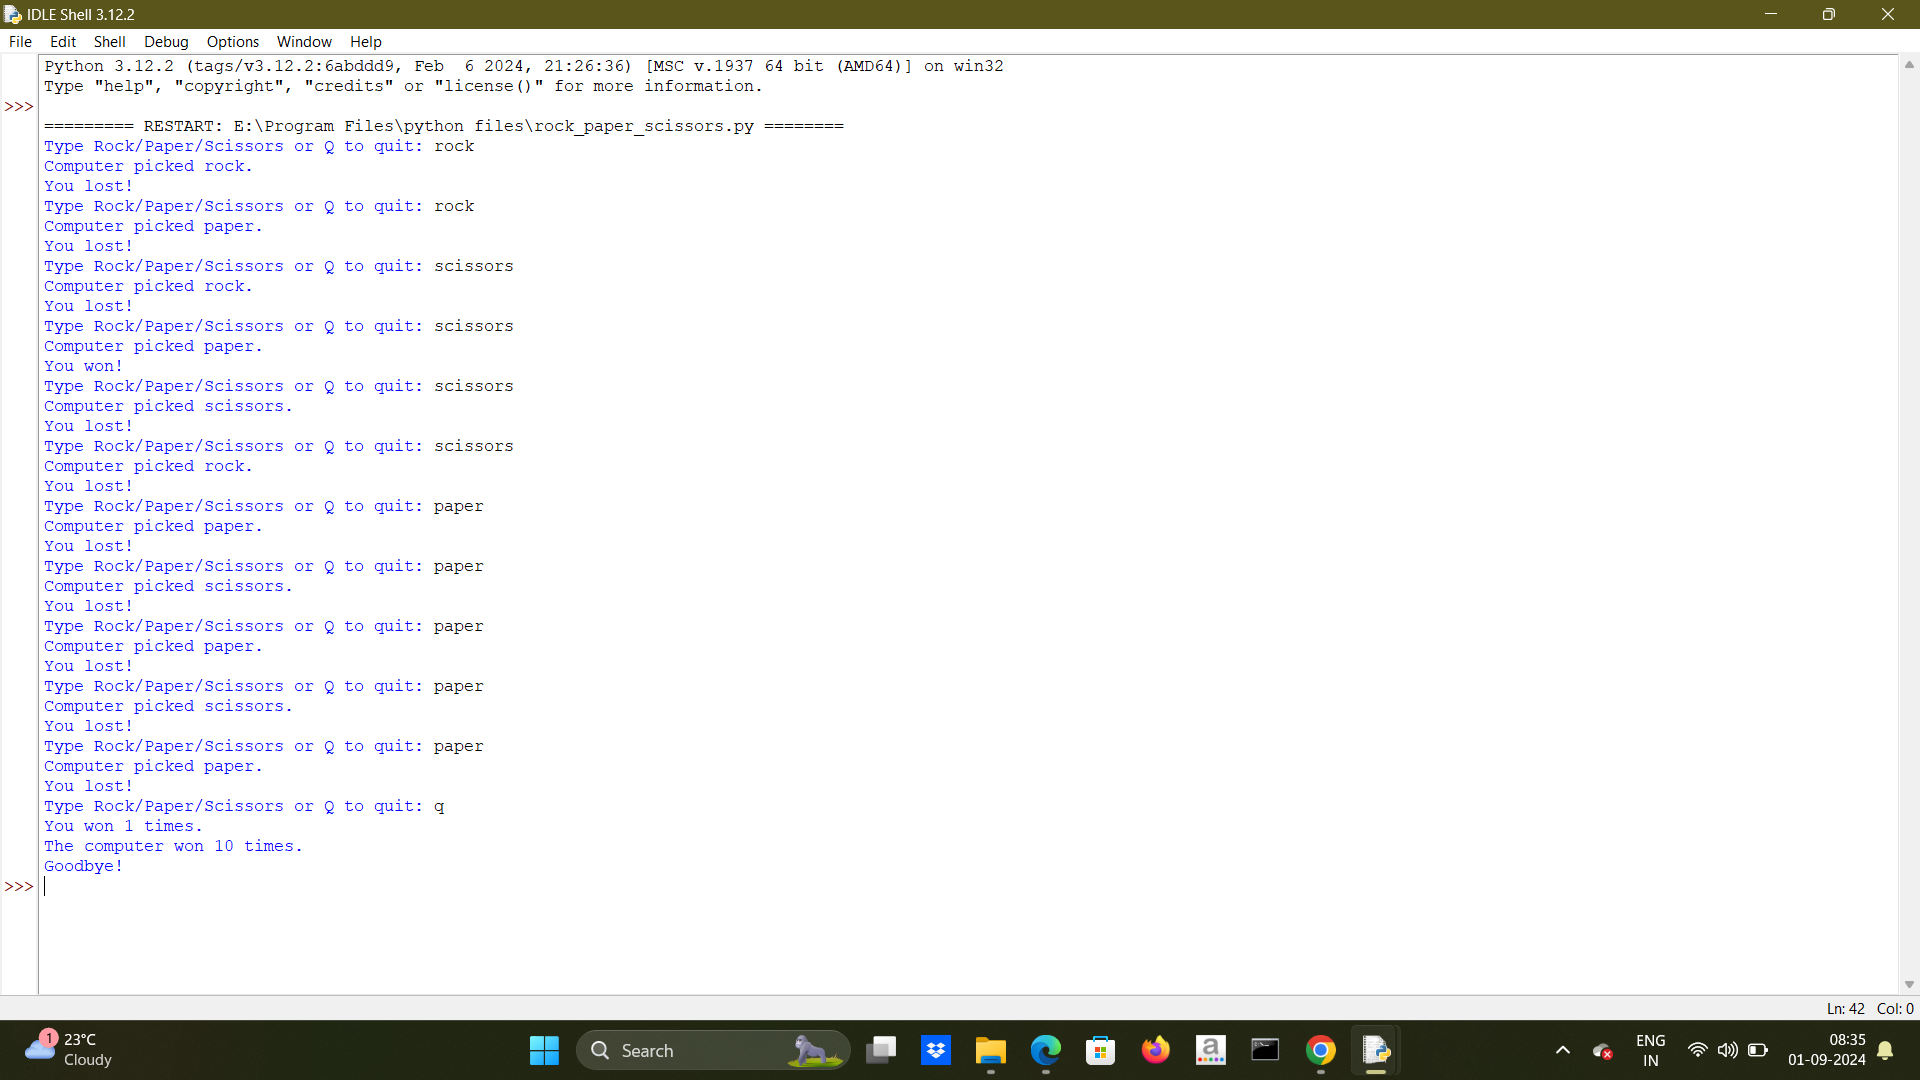 IDLE Shell 3.12.2
File Edit Shell Debug Options Window Help
Python 3.12.2 (tags/v3.12.2:6abddd9, Feb  6 2024, 21:26:36) [MSC v.1937 64 bit (AMD64)] on win32
Type "help", "copyright", "credits" or "license()" for more information.
>>>
========= RESTART: E:\Program Files\python files\rock_paper_scissors.py ========
Type Rock/Paper/Scissors or Q to quit: rock
Computer picked rock.
You lost!
Type Rock/Paper/Scissors or Q to quit: rock
Computer picked paper.
You lost!
Type Rock/Paper/Scissors or Q to quit: scissors
Computer picked rock.
You lost!
Type Rock/Paper/Scissors or Q to quit: scissors
Computer picked paper.
You won!
Type Rock/Paper/Scissors or Q to quit: scissors
Computer picked scissors.
You lost!
Type Rock/Paper/Scissors or Q to quit: scissors
Computer picked rock.
You lost!
Type Rock/Paper/Scissors or Q to quit: paper
Computer picked paper.
You lost!
Type Rock/Paper/Scissors or Q to quit: paper
Computer picked scissors.
You lost!
Type Rock/Paper/Scissors or Q to quit: paper
Computer picked paper.
You lost!
Type Rock/Paper/Scissors or Q to quit: paper
Computer picked scissors.
You lost!
Type Rock/Paper/Scissors or Q to quit: paper
Computer picked paper.
You lost!
Type Rock/Paper/Scissors or Q to quit: q
You won 1 times.
The computer won 10 times.
Goodbye!
>>>
Ln: 42 Col: 0
1
23°C
Cloudy
Search
a
ENG
IN
08:35
01-09-2024